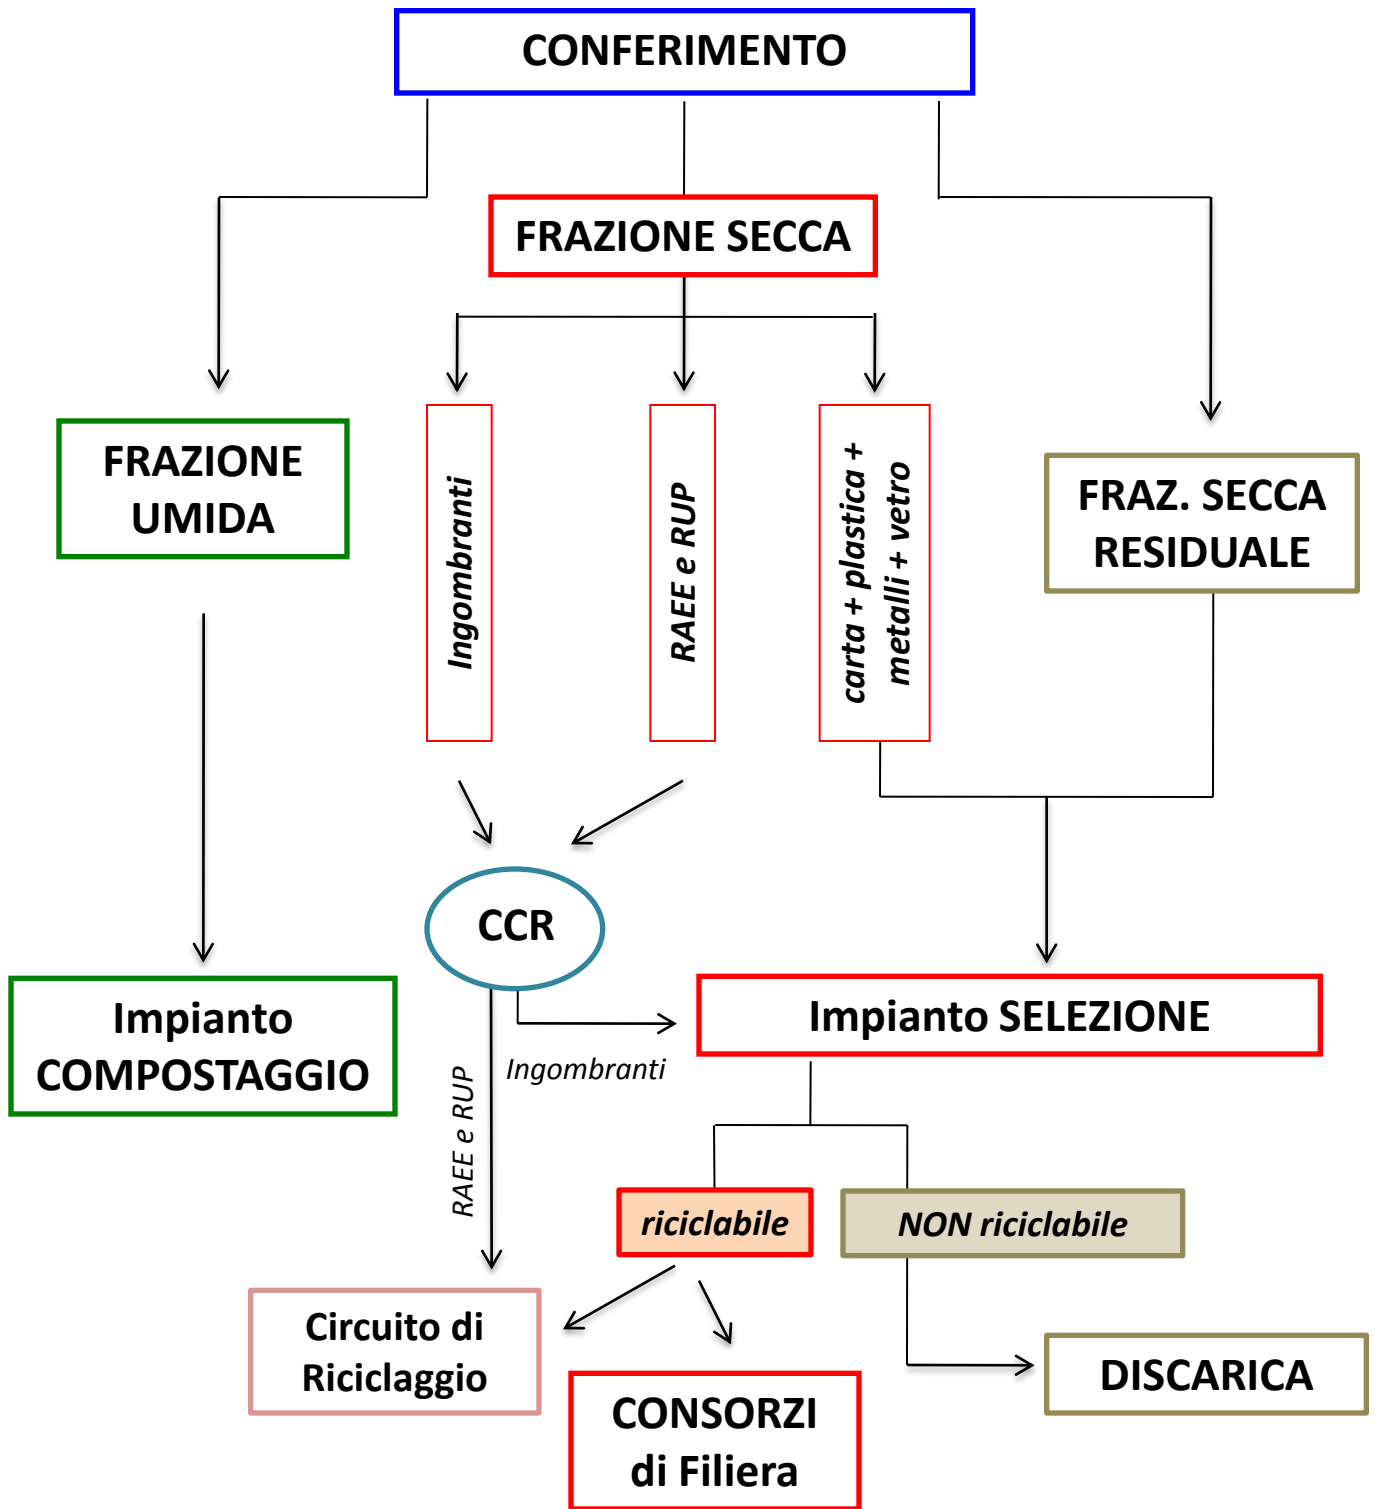 CONFERIMENTO
FRAZIONE SECCA
FRAZIONE
UMIDA
Ingombranti
RAEE e RUP
carta + plastica +
metalli + vetro
FRAZ. SECCA
RESIDUALE
CCR
Impianto
COMPOSTAGGIO
Impianto SELEZIONE
Ingombranti
RAEE e RUP
riciclabile
NON riciclabile
Circuito di
Riciclaggio
CONSORZI
di Filiera
DISCARICA